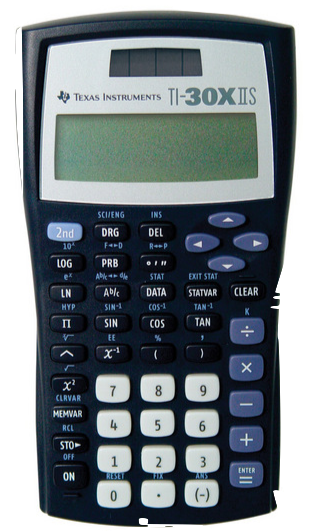 TEXAS INSTRUMENTS TI-30X IIS
SCI/ENG INS
2nd DRG DEL
10ˣ F◄►D R◄►P
LOG PRB ° ' "
eˣ Ab/c◄►d/e STAT EXIT STAT
LN Ab/c DATA STATVAR CLEAR
HYP SIN⁻¹ COS⁻¹ TAN⁻¹ K
π SIN COS TAN ÷
√ EE % ,
^ x⁻¹ ( ) ×
√
x² 7 8 9
CLRVAR −
MEMVAR 4 5 6
RCL +
STO► 1 2 3
OFF RESET FIX ANS ENTER
ON 0 . (−) =